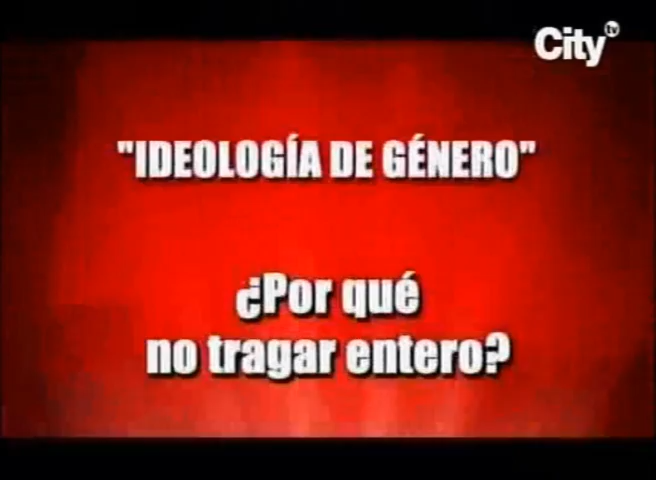 City tv
"IDEOLOGÍA DE GÉNERO"
¿Por qué
no tragar entero?